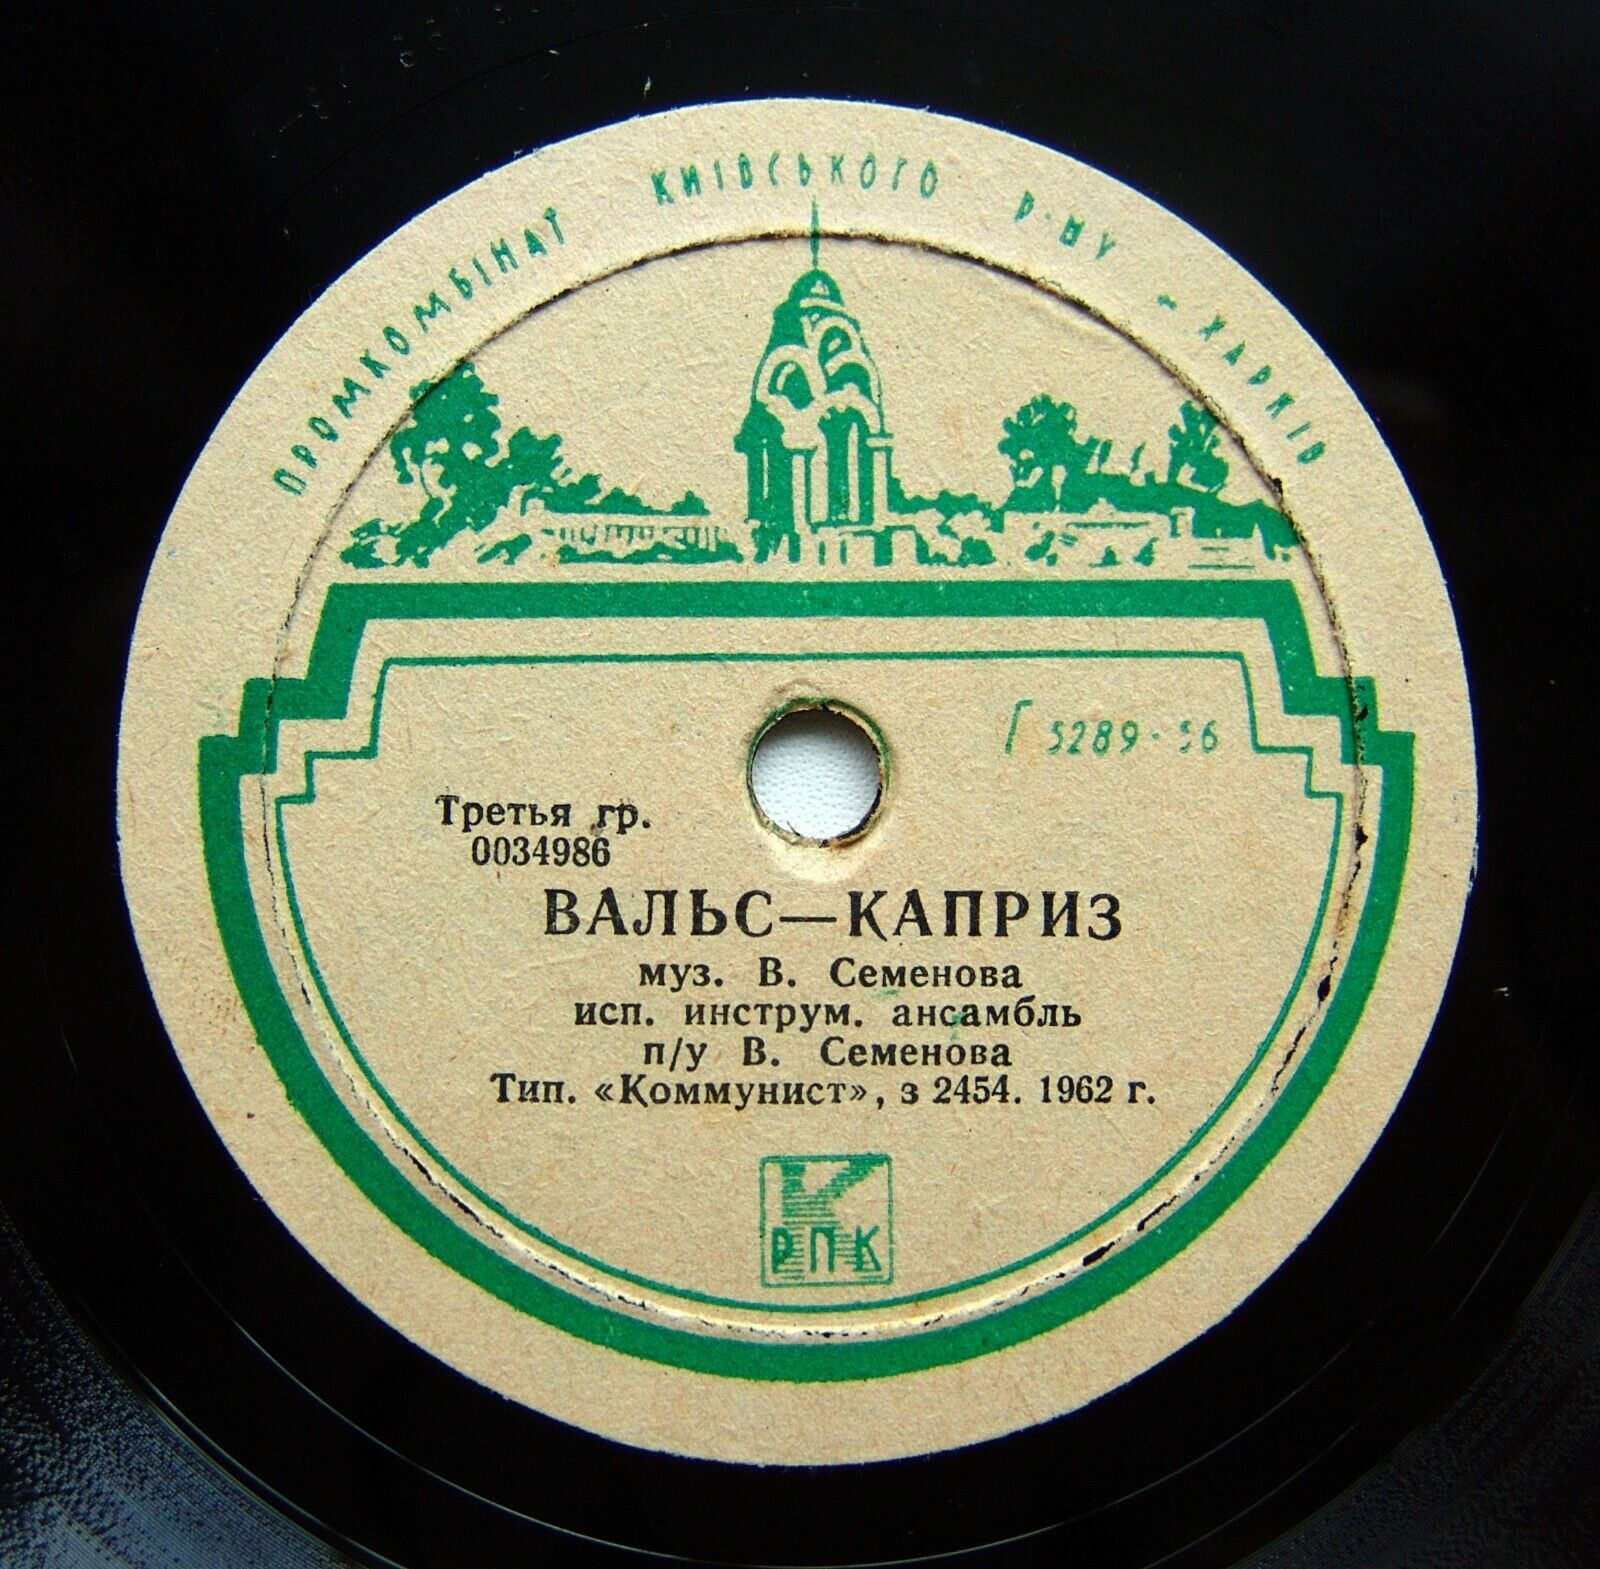 ПРОМКОМБІНАТ КИЇВСЬКОГО Р-НУ - ХАРКІВ
Г 5289-56
Третья гр.
0034986
ВАЛЬС—КАПРИЗ
муз. В. Семенова
исп. инструм. ансамбль
п/у В. Семенова
Тип. «Коммунист», з 2454. 1962 г.
К
РПК